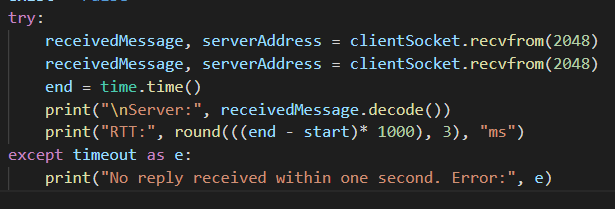 try:
    receivedMessage, serverAddress = clientSocket.recvfrom(2048)
    receivedMessage, serverAddress = clientSocket.recvfrom(2048)
    end = time.time()
    print("\nServer:", receivedMessage.decode())
    print("RTT:", round(((end - start)* 1000), 3), "ms")
except timeout as e:
    print("No reply received within one second. Error:", e)